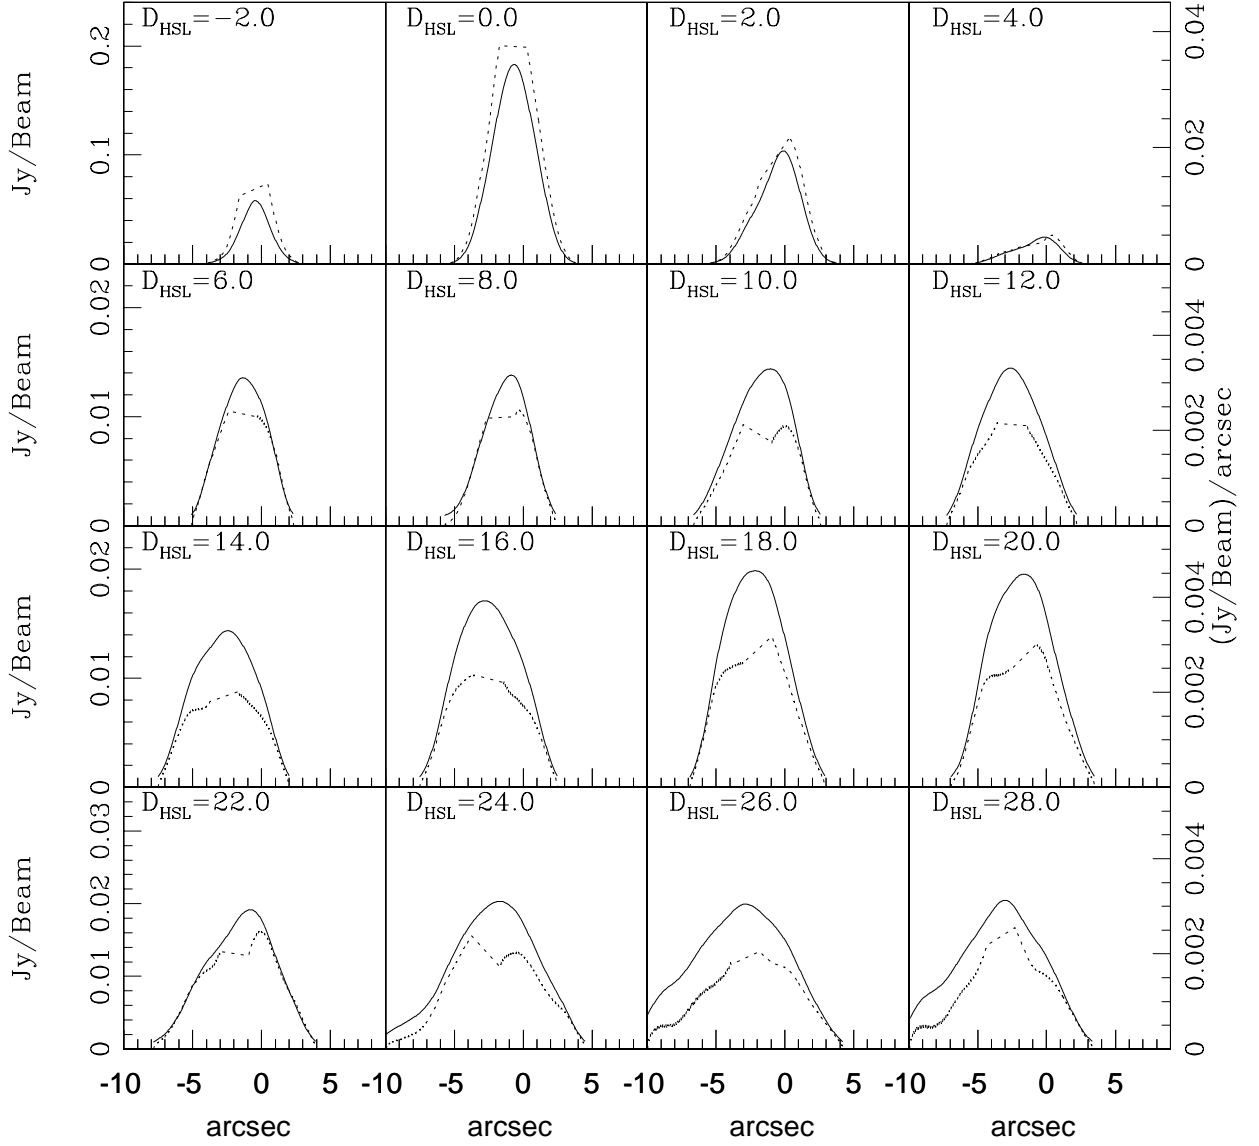 D_HSL=−2.0 D_HSL=0.0 D_HSL=2.0 D_HSL=4.0
Jy/Beam 0.2 0.1 0
0.04 0.02 0
D_HSL=6.0 D_HSL=8.0 D_HSL=10.0 D_HSL=12.0
Jy/Beam 0.02 0.01 0
0.004 0.002 0
D_HSL=14.0 D_HSL=16.0 D_HSL=18.0 D_HSL=20.0
Jy/Beam 0.02 0.01 0
0.004 0.002 0
(Jy/Beam)/arcsec
D_HSL=22.0 D_HSL=24.0 D_HSL=26.0 D_HSL=28.0
Jy/Beam 0.03 0.02 0.01 0
0.004 0.002 0
-10 -5 0 5 -10 -5 0 5 -10 -5 0 5 -10 -5 0 5
arcsec arcsec arcsec arcsec